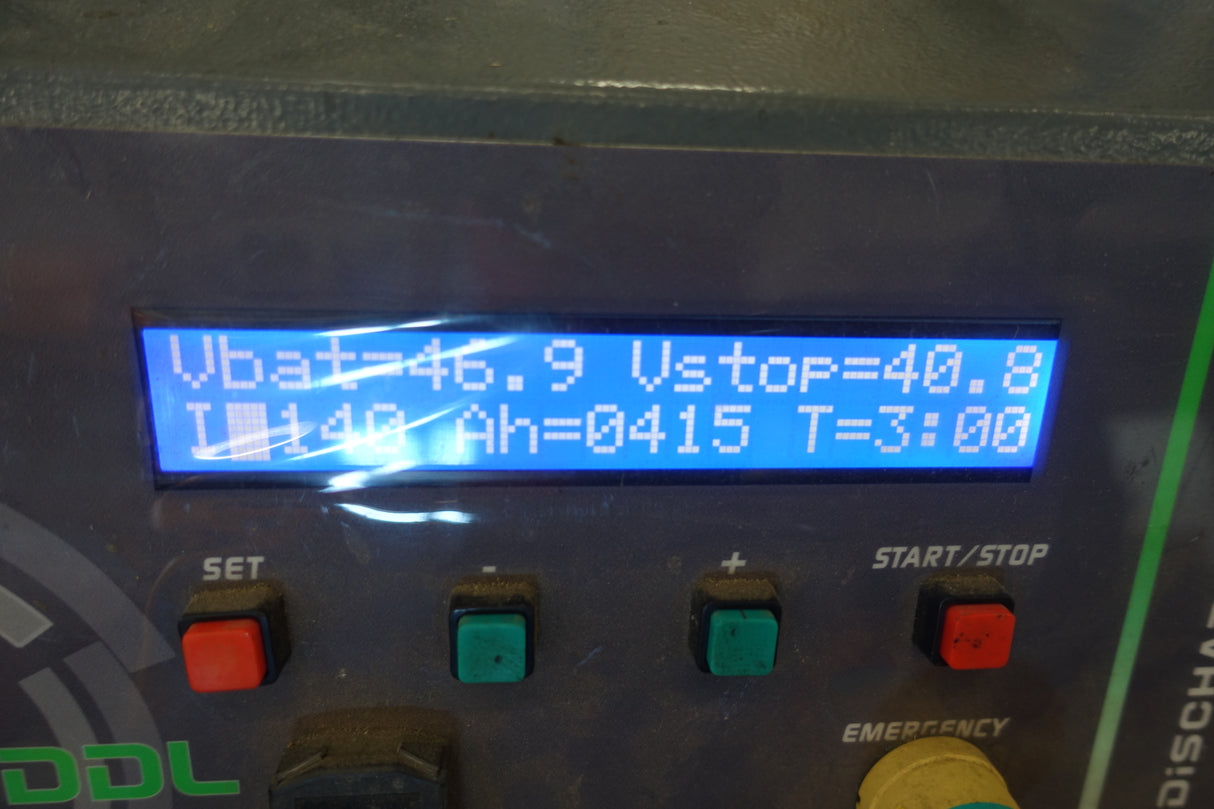 Vbat=46.9 Vstop=40.8
I█140 Ah=0415 T=3:00
SET - + START/STOP
EMERGENCY
DDL